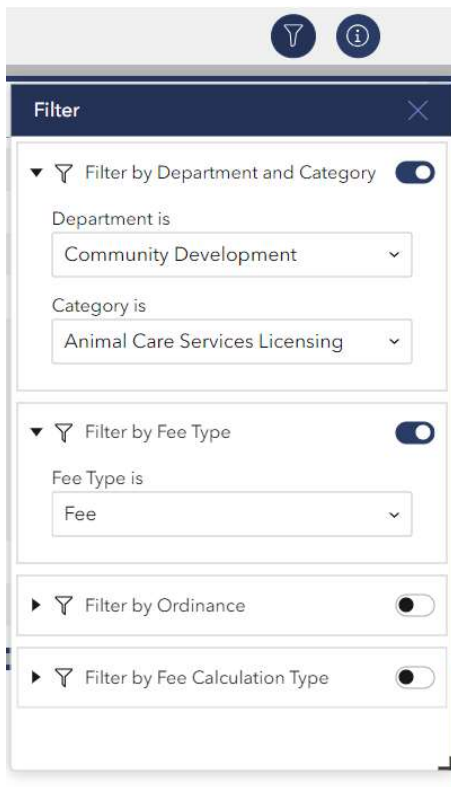 Filter
Filter by Department and Category
Department is
Community Development
Category is
Animal Care Services Licensing
Filter by Fee Type
Fee Type is
Fee
Filter by Ordinance
Filter by Fee Calculation Type